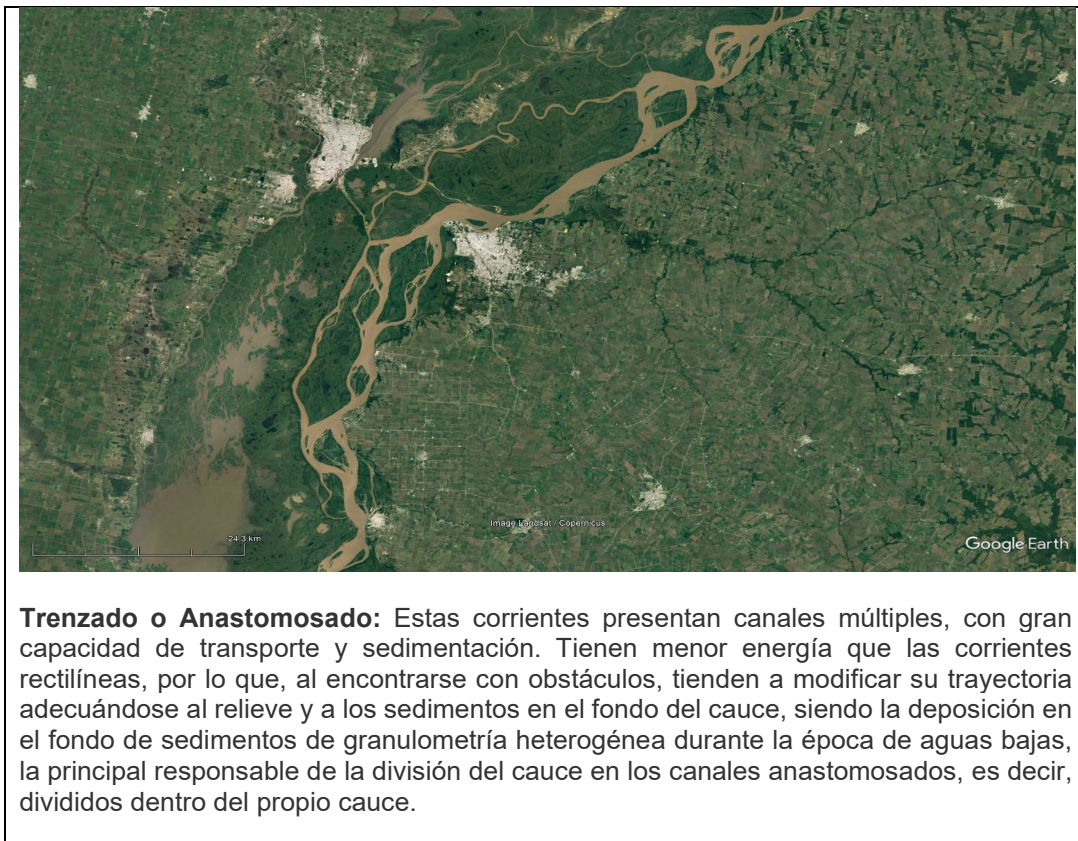 Image Landsat / Copernicus
24.3 km
Google Earth
Trenzado o Anastomosado: Estas corrientes presentan canales múltiples, con gran
capacidad de transporte y sedimentación. Tienen menor energía que las corrientes
rectilíneas, por lo que, al encontrarse con obstáculos, tienden a modificar su trayectoria
adecuándose al relieve y a los sedimentos en el fondo del cauce, siendo la deposición en
el fondo de sedimentos de granulometría heterogénea durante la época de aguas bajas,
la principal responsable de la división del cauce en los canales anastomosados, es decir,
divididos dentro del propio cauce.